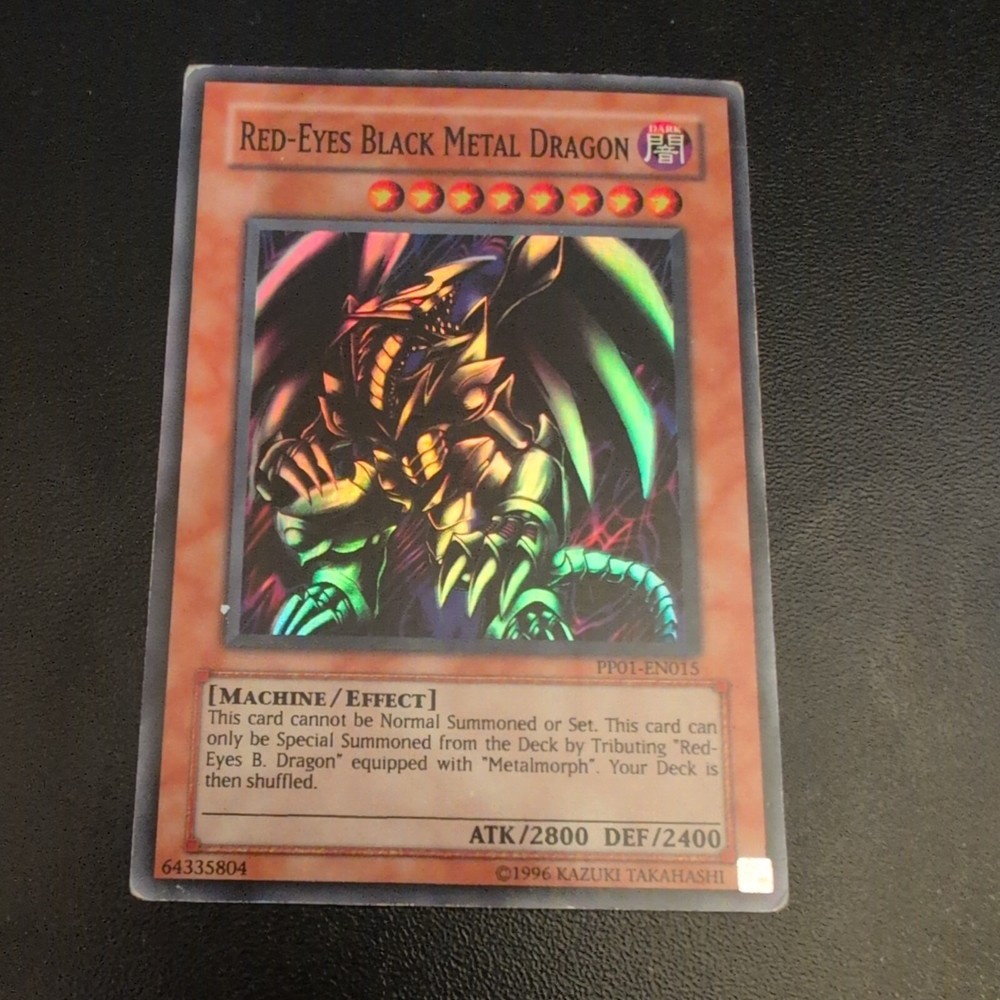 RED-EYES BLACK METAL DRAGON
DARK
闇
PP01-EN015
[MACHINE/EFFECT]
This card cannot be Normal Summoned or Set. This card can
only be Special Summoned from the Deck by Tributing "Red-
Eyes B. Dragon" equipped with "Metalmorph". Your Deck is
then shuffled.
ATK/2800 DEF/2400
64335804
©1996 KAZUKI TAKAHASHI